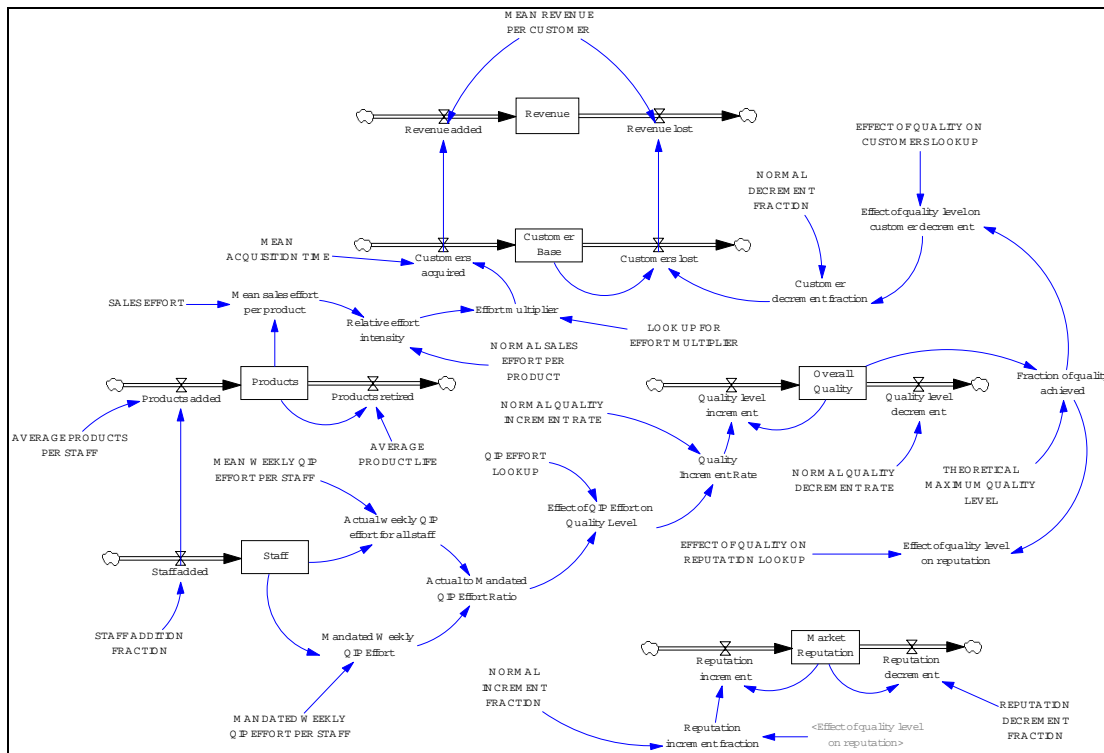 MEAN REVENUE
PER CUSTOMER
Revenue
Revenue added
Revenue lost
EFFECT OF QUALITY ON
CUSTOMERS LOOKUP
NORMAL
DECREMENT
FRACTION
Effect of quality level on
customer decrement
MEAN
ACQUISITION TIME
Customer
Base
Customers
acquired
Customers lost
Customer
decrement fraction
SALES EFFORT
Mean sales effort
per product
Relative effort
intensity
Effort multiplier
LOOKUP FOR
EFFORT MULTIPLIER
NORMAL SALES
EFFORT PER
PRODUCT
Products
Products added
Products retired
Overall
Quality
Quality level
increment
Quality level
decrement
Fraction of quality
achieved
AVERAGE PRODUCTS
PER STAFF
AVERAGE
PRODUCT LIFE
NORMAL QUALITY
INCREMENT RATE
MEAN WEEKLY QIP
EFFORT PER STAFF
QIP EFFORT
LOOKUP
Quality
Increment Rate
NORMAL QUALITY
DECREMENT RATE
THEORETICAL
MAXIMUM QUALITY
LEVEL
Actual weekly QIP
effort for all staff
Effect of QIP Effort on
Quality Level
Staff
Staff added
EFFECT OF QUALITY ON
REPUTATION LOOKUP
Effect of quality level
on reputation
Actual to Mandated
QIP Effort Ratio
STAFF ADDITION
FRACTION
Mandated Weekly
QIP Effort
Market
Reputation
Reputation
increment
Reputation
decrement
NORMAL
INCREMENT
FRACTION
MANDATED WEEKLY
QIP EFFORT PER STAFF
Reputation
increment fraction
<Effect of quality level
on reputation>
REPUTATION
DECREMENT
FRACTION